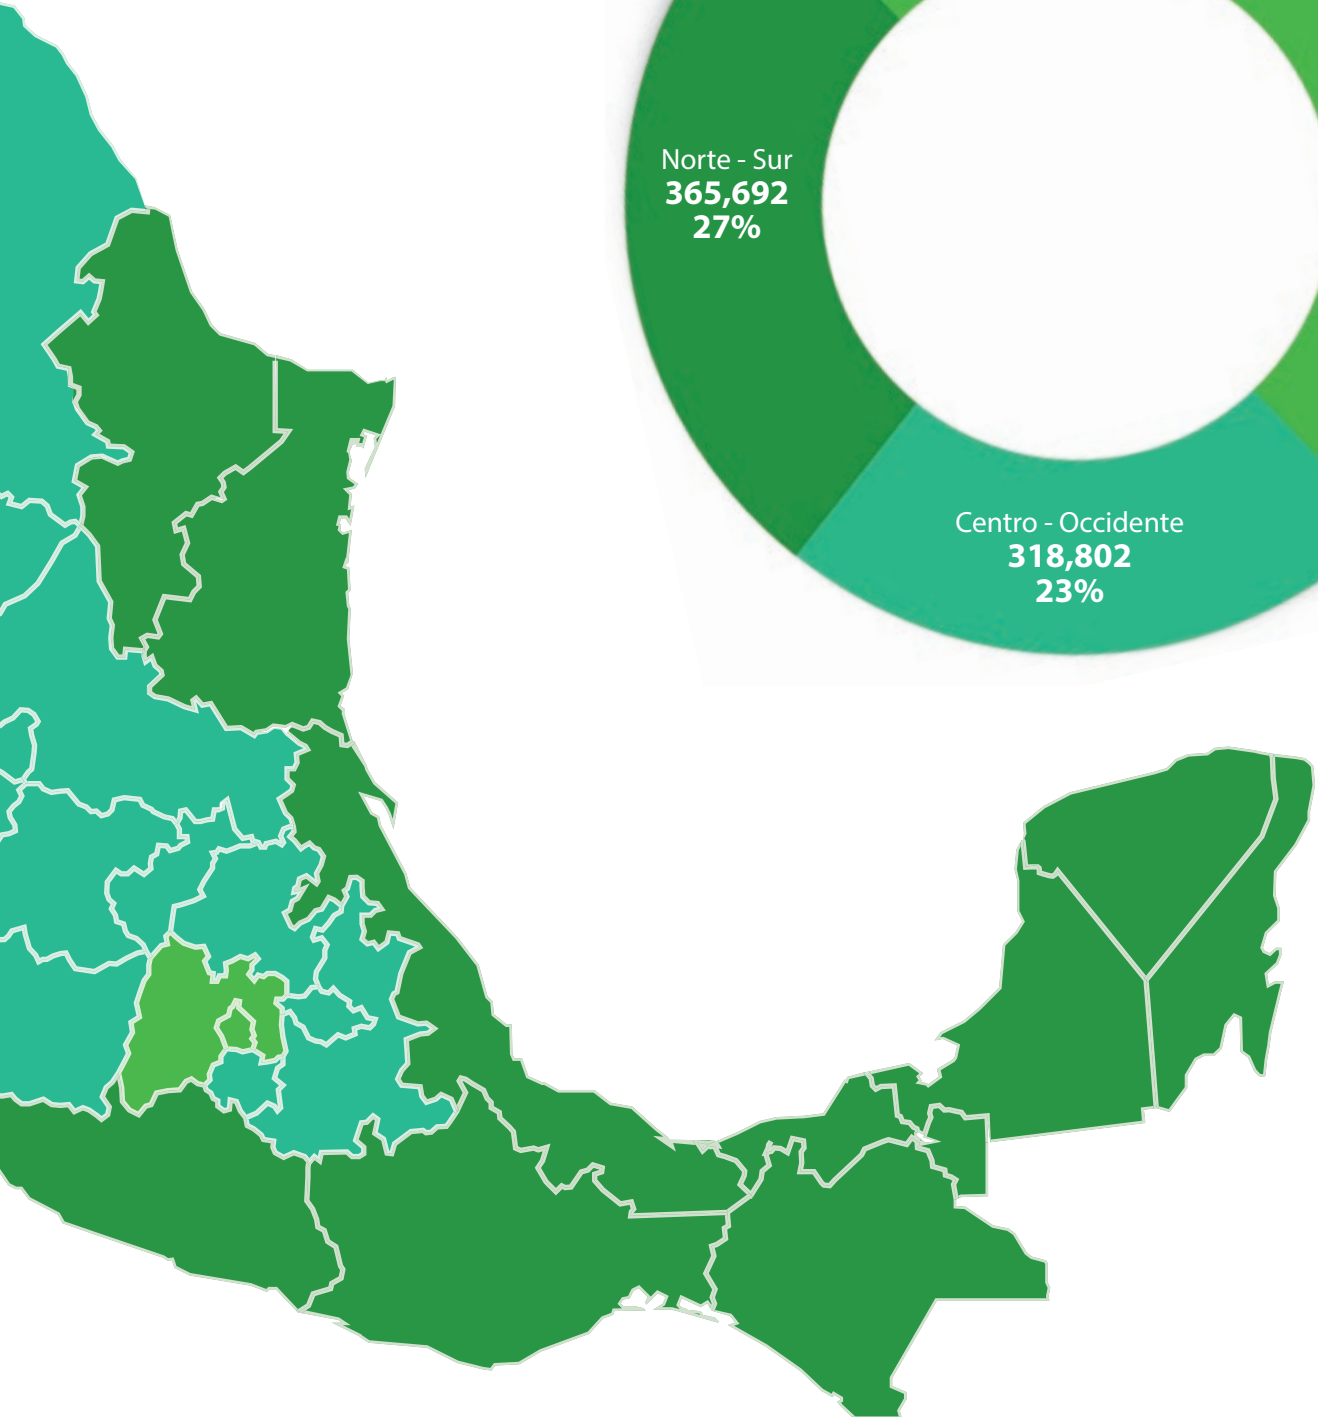 Norte - Sur
365,692
27%
Centro - Occidente
318,802
23%